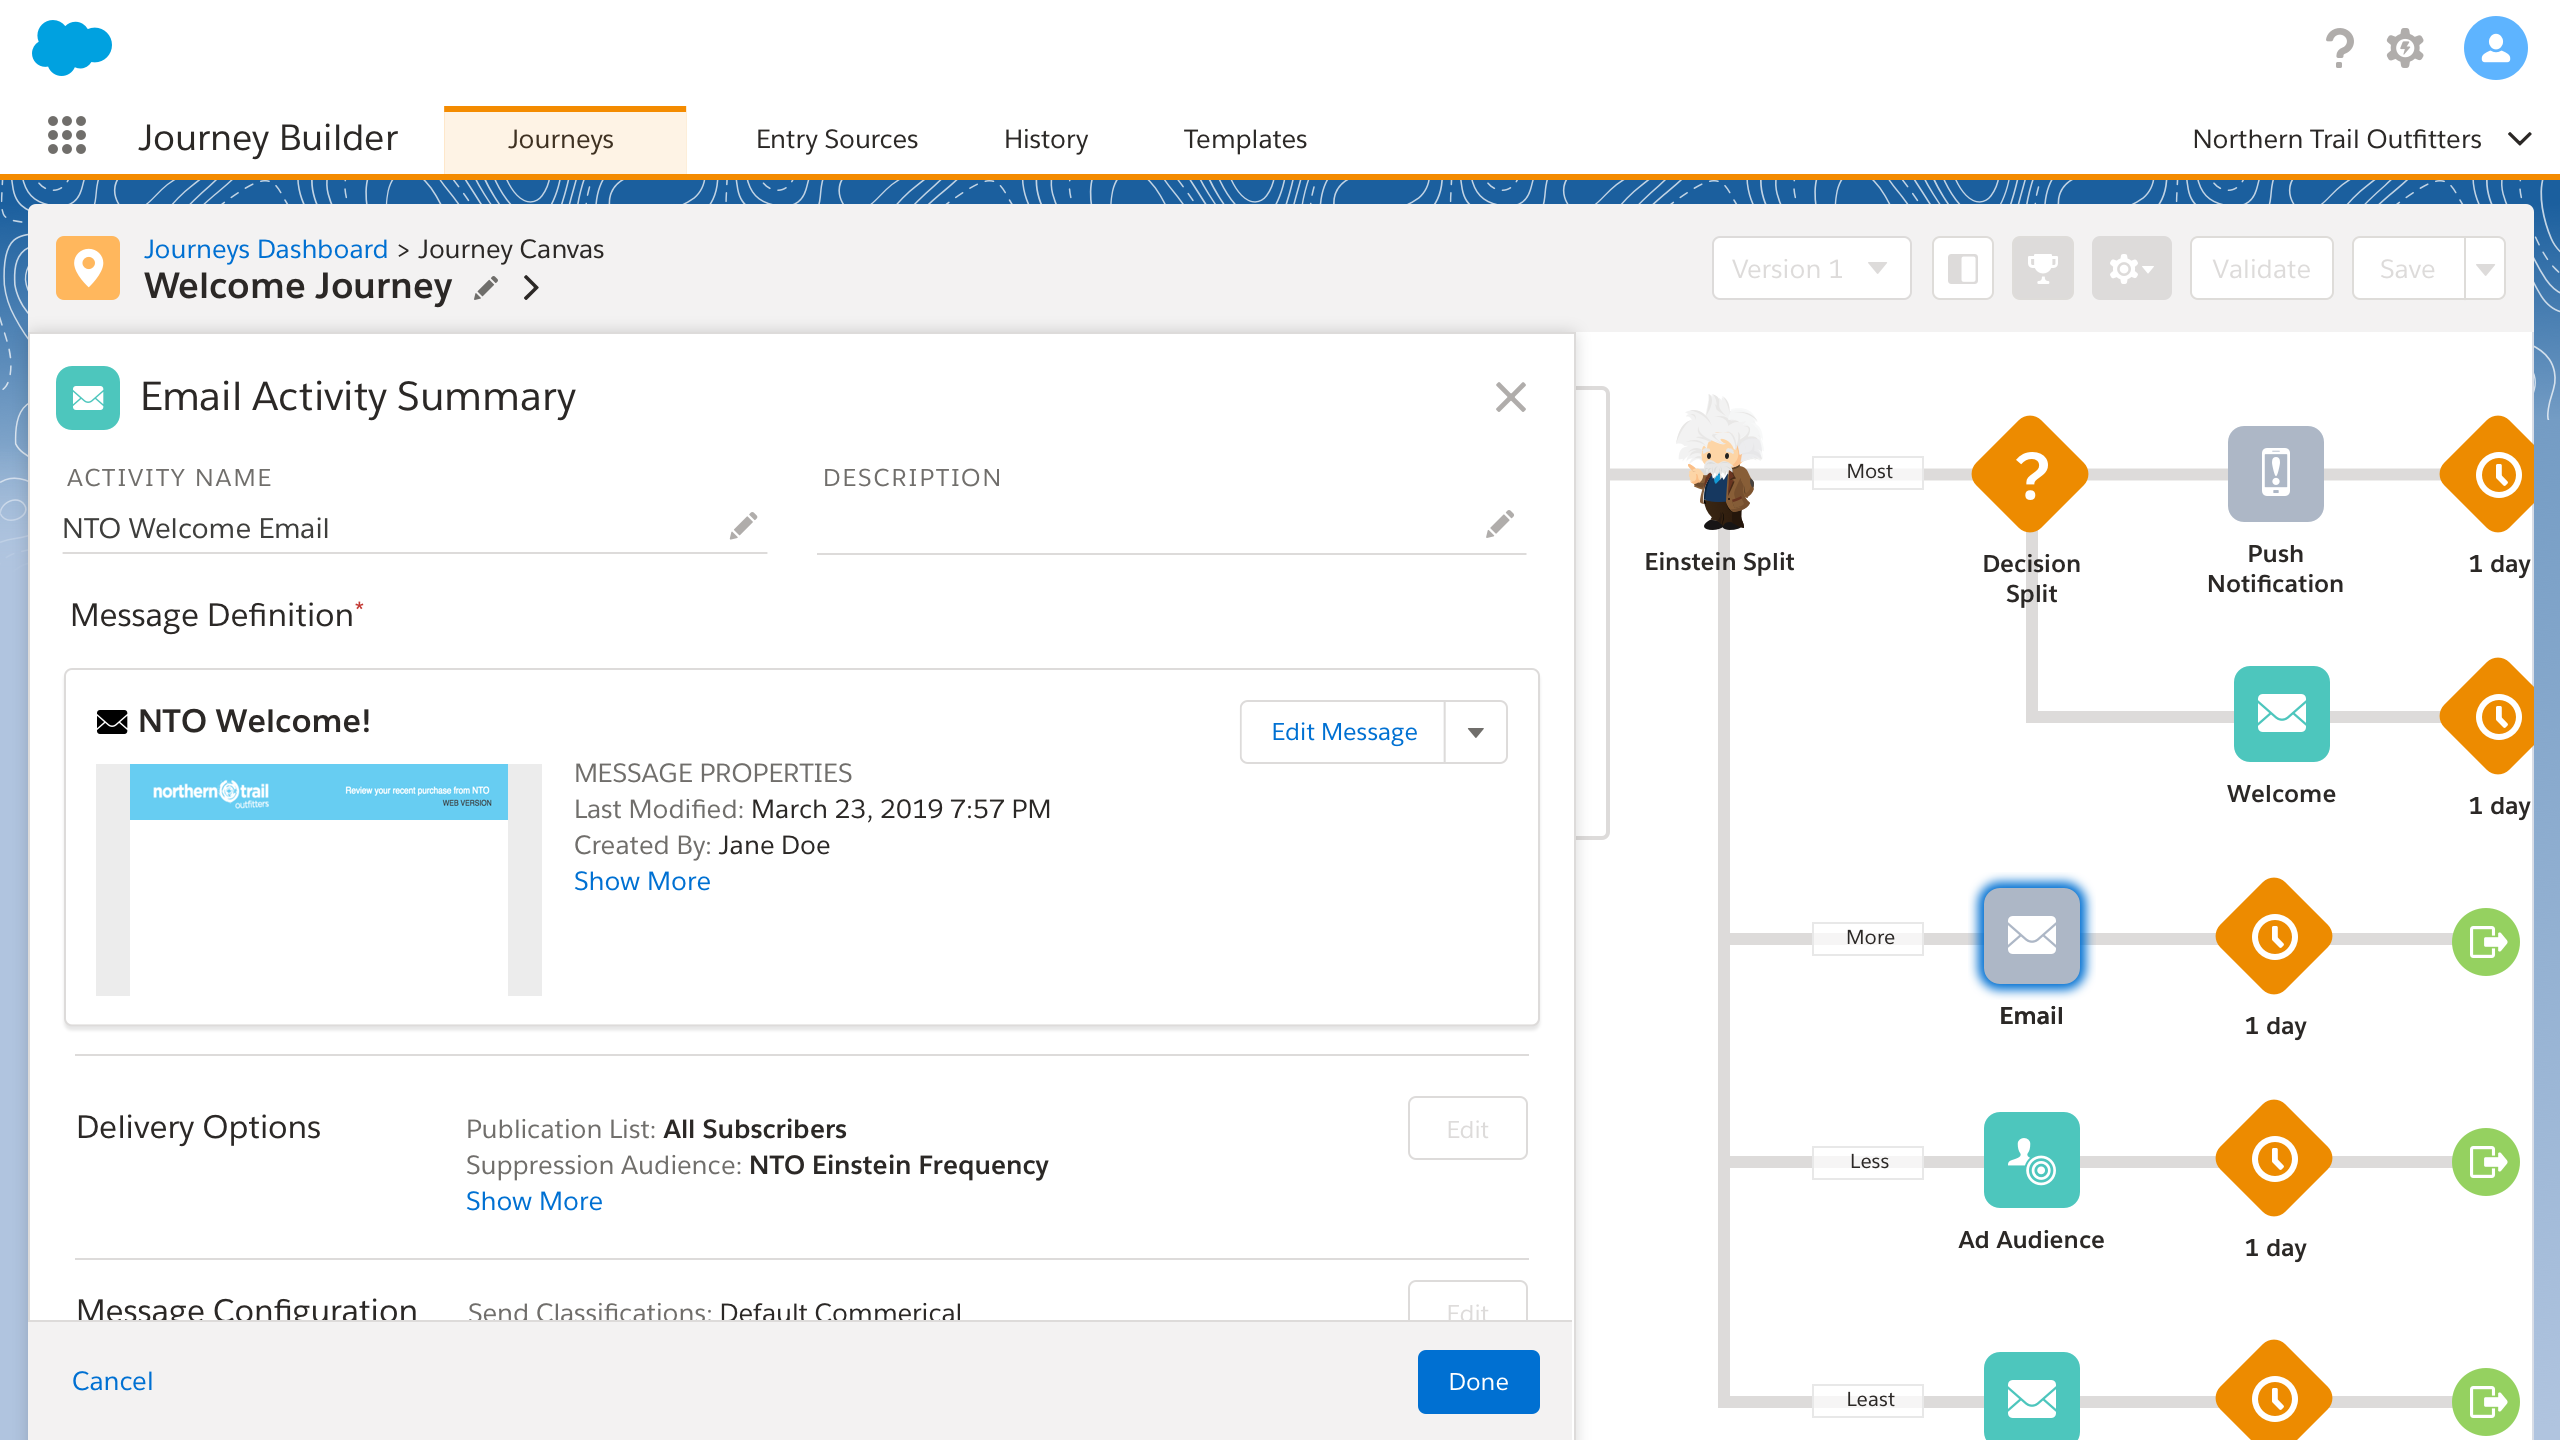 Journey Builder
Journeys
Entry Sources
History
Templates
Northern Trail Outfitters
Journeys Dashboard > Journey Canvas
Welcome Journey
Version 1
Validate
Save
Email Activity Summary
ACTIVITY NAME
DESCRIPTION
NTO Welcome Email
Message Definition*
NTO Welcome!
Edit Message
northern trail
outfitters
Review your recent purchase from NTO
WEB VERSION
MESSAGE PROPERTIES
Last Modified: March 23, 2019 7:57 PM
Created By: Jane Doe
Show More
Delivery Options
Publication List: All Subscribers
Suppression Audience: NTO Einstein Frequency
Show More
Edit
Message Configuration
Send Classifications: Default Commerical
Edit
Cancel
Done
Einstein Split
Most
Decision
Split
Push
Notification
1 day
Welcome
1 day
More
Email
1 day
Less
Ad Audience
1 day
Least